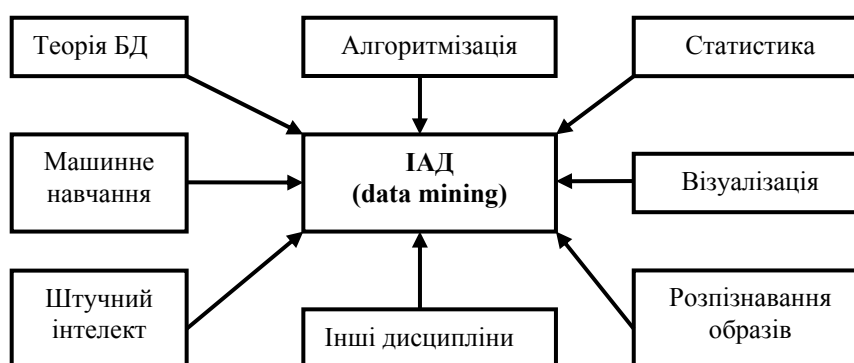 Теорія БД
Алгоритмізація
Статистика
Машинне
навчання
ІАД
(data mining)
Візуалізація
Штучний
інтелект
Інші дисципліни
Розпізнавання
образів